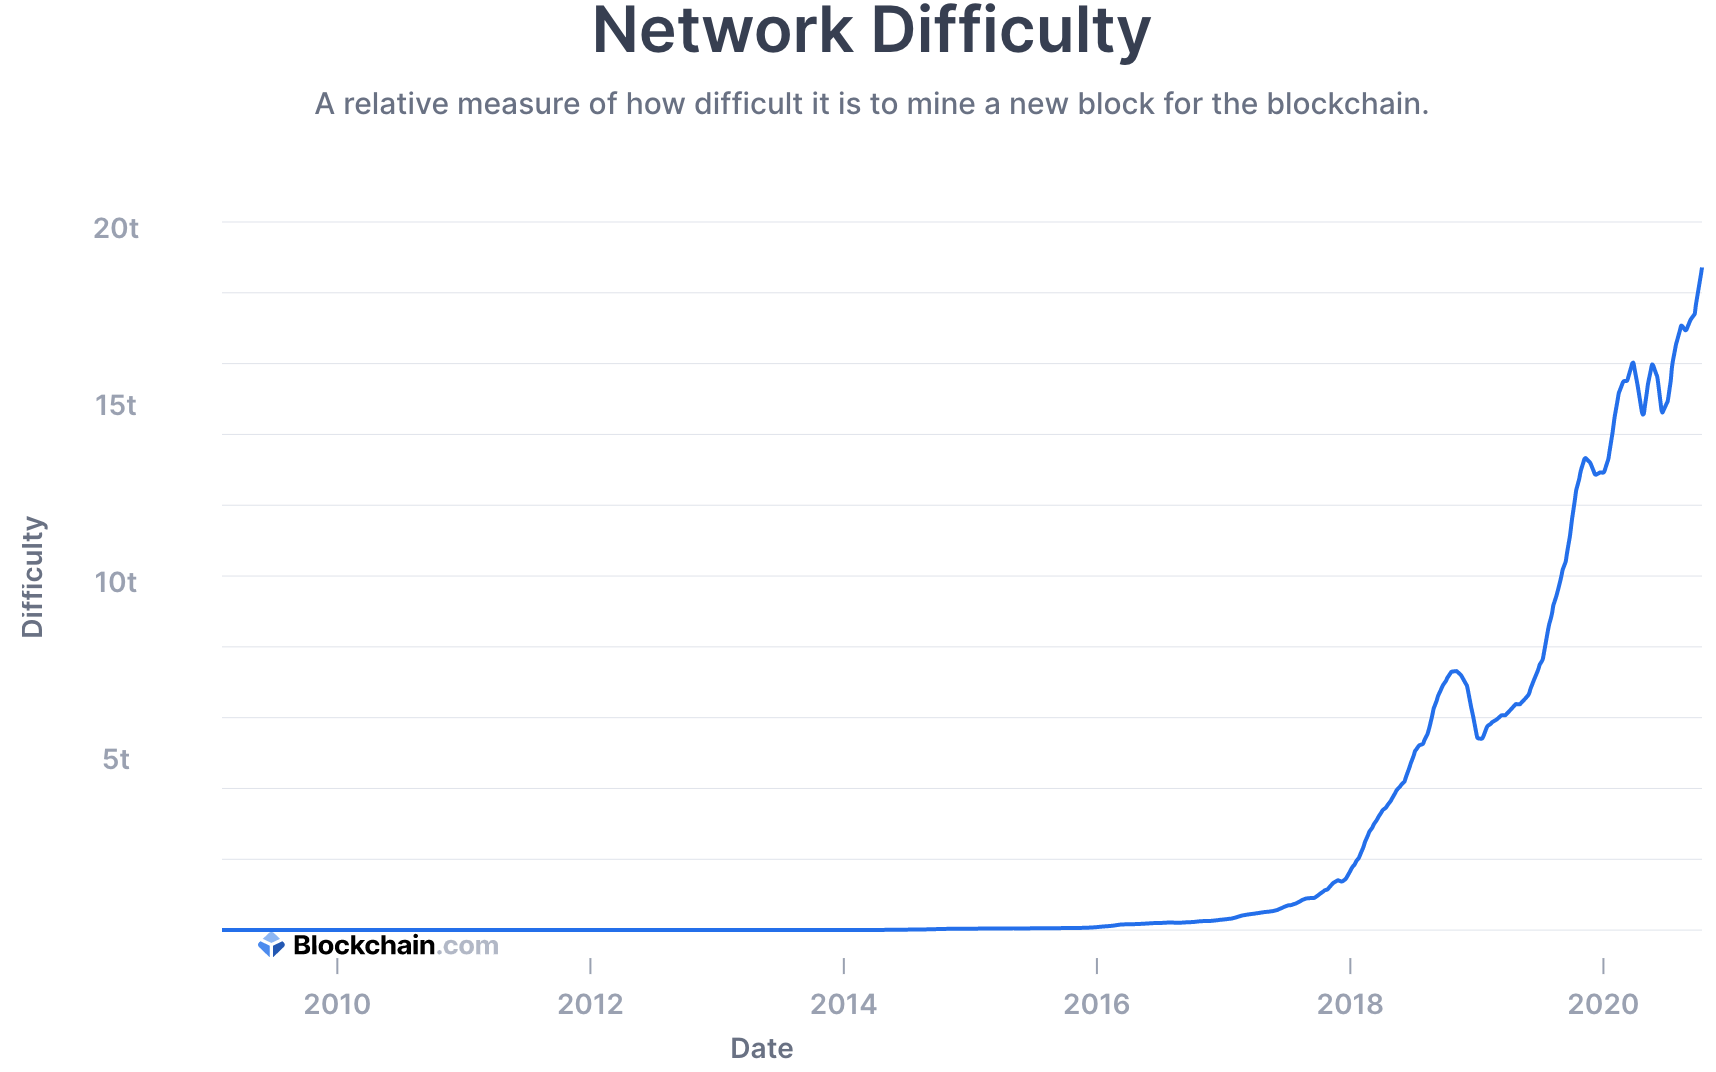 Network Difficulty
A relative measure of how difficult it is to mine a new block for the blockchain.
20t
15t
10t
5t
Difficulty
Blockchain.com
2010 2012 2014 2016 2018 2020
Date